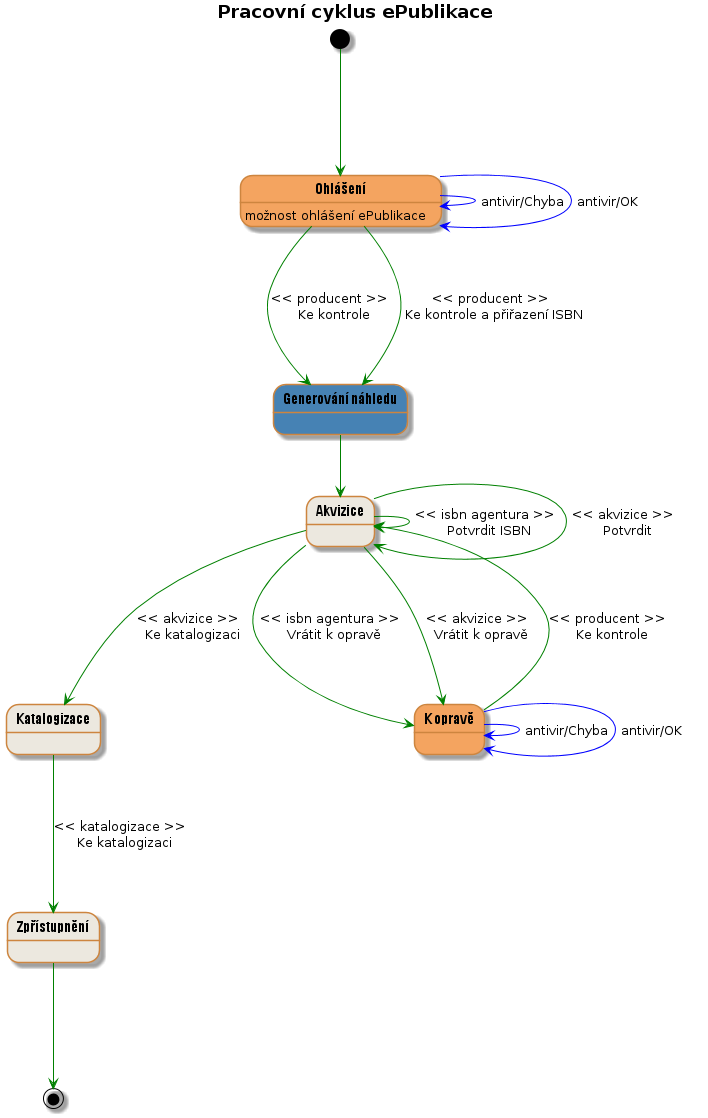 Pracovní cyklus ePublikace
Ohlášení
možnost ohlášení ePublikace
antivir/Chyba
antivir/OK
<< producent >>
Ke kontrole
<< producent >>
Ke kontrole a přiřazení ISBN
Generování náhledu
Akvizice
<< isbn agentura >>
Potvrdit ISBN
<< akvizice >>
Potvrdit
<< akvizice >>
Ke katalogizaci
<< isbn agentura >>
Vrátit k opravě
<< akvizice >>
Vrátit k opravě
<< producent >>
Ke kontrole
Katalogizace
K opravě
antivir/Chyba
antivir/OK
<< katalogizace >>
Ke katalogizaci
Zpřístupnění